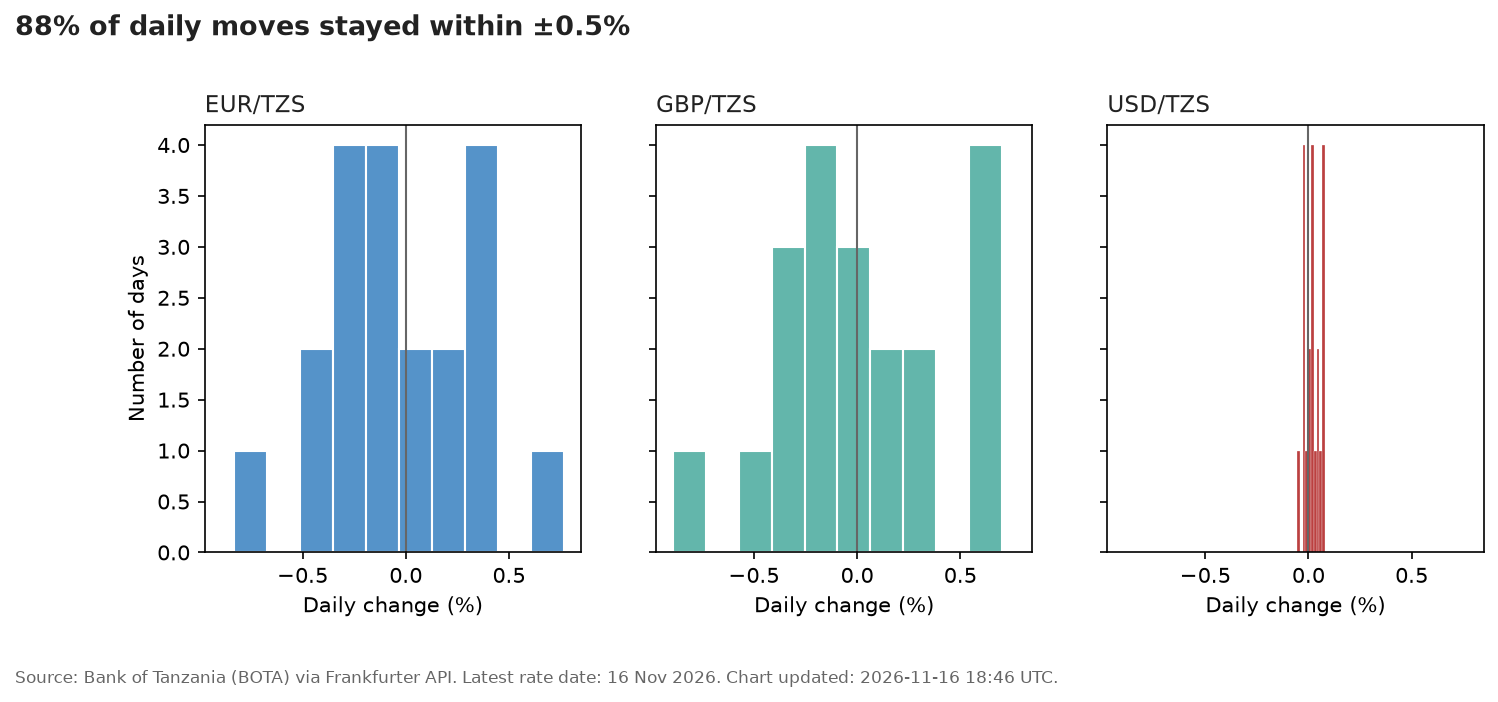 88% of daily moves stayed within ±0.5%
EUR/TZS
GBP/TZS
USD/TZS
Number of days
4.0
3.5
3.0
2.5
2.0
1.5
1.0
0.5
0.0
−0.5 0.0 0.5
−0.5 0.0 0.5
−0.5 0.0 0.5
Daily change (%)
Daily change (%)
Daily change (%)
Source: Bank of Tanzania (BOTA) via Frankfurter API. Latest rate date: 16 Nov 2026. Chart updated: 2026-11-16 18:46 UTC.